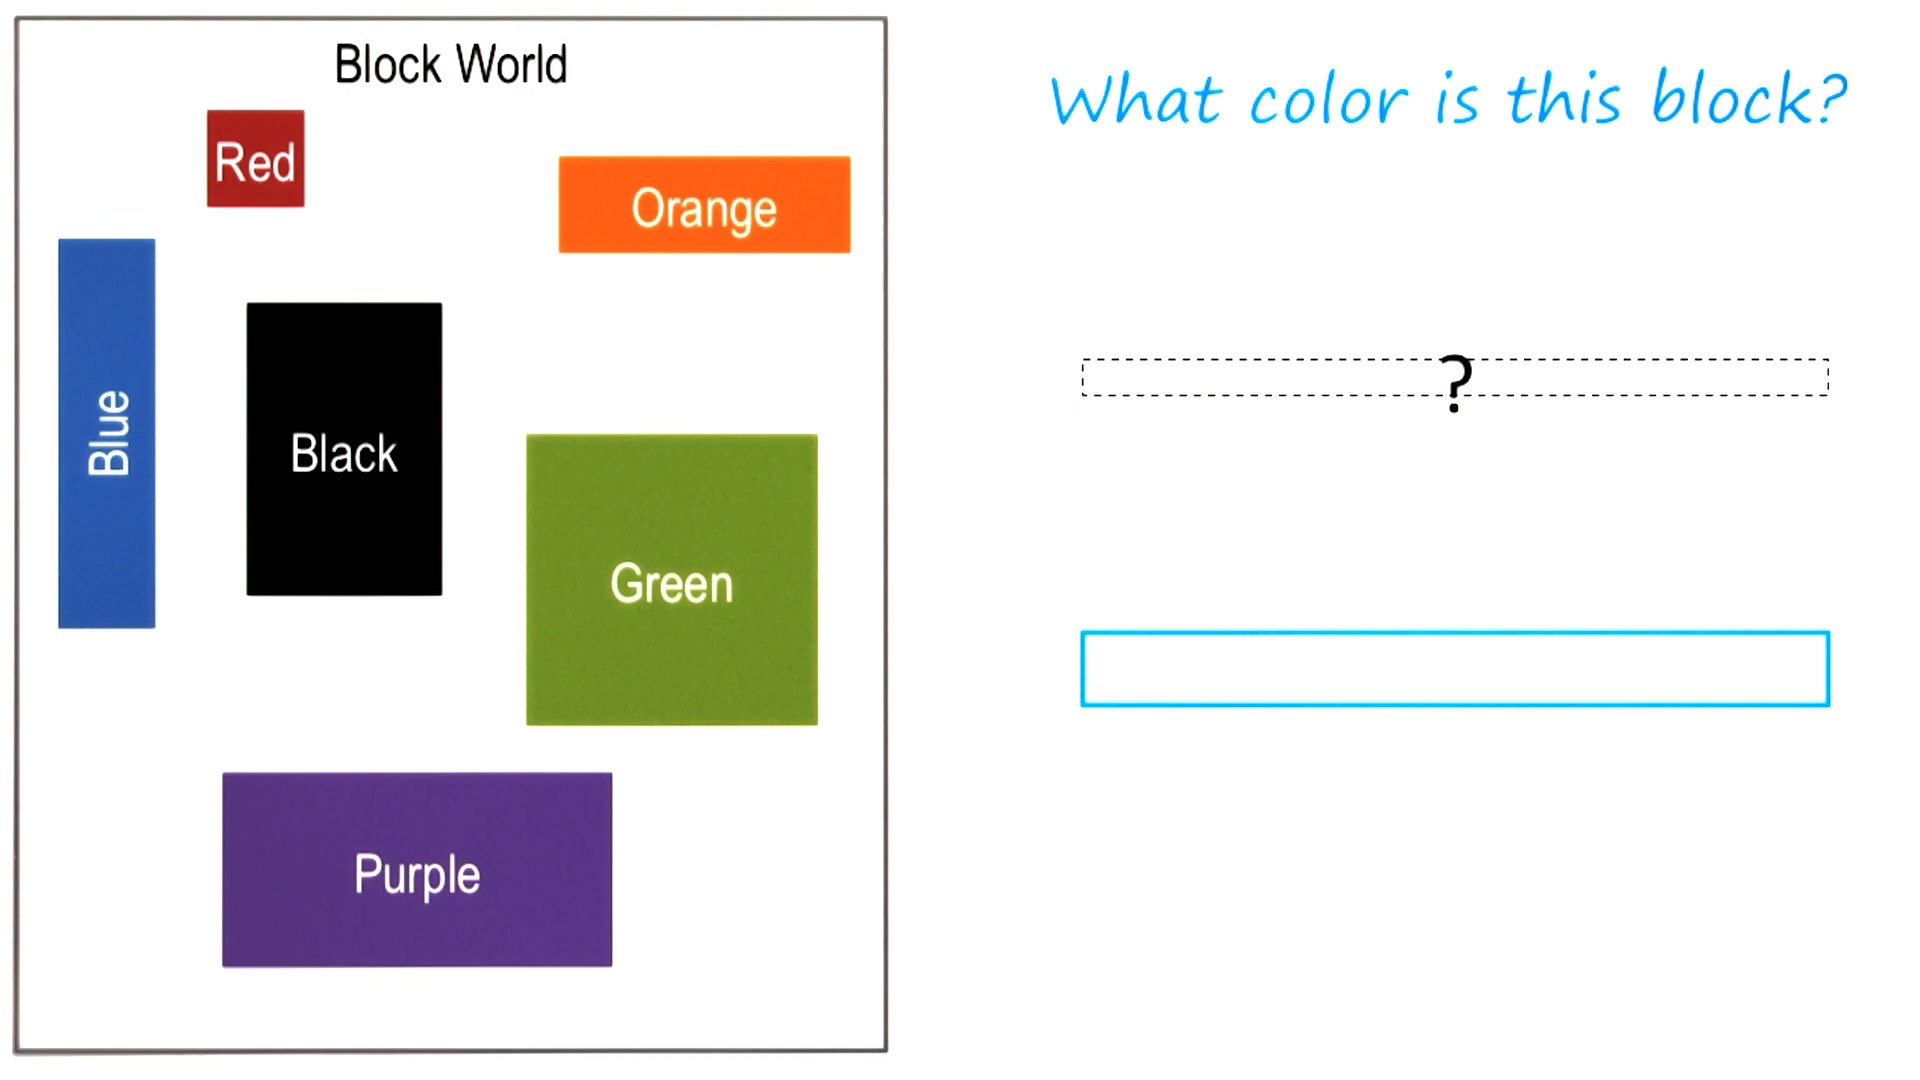 Block World
Red
Orange
Blue
Black
Green
Purple
What color is this block?
?